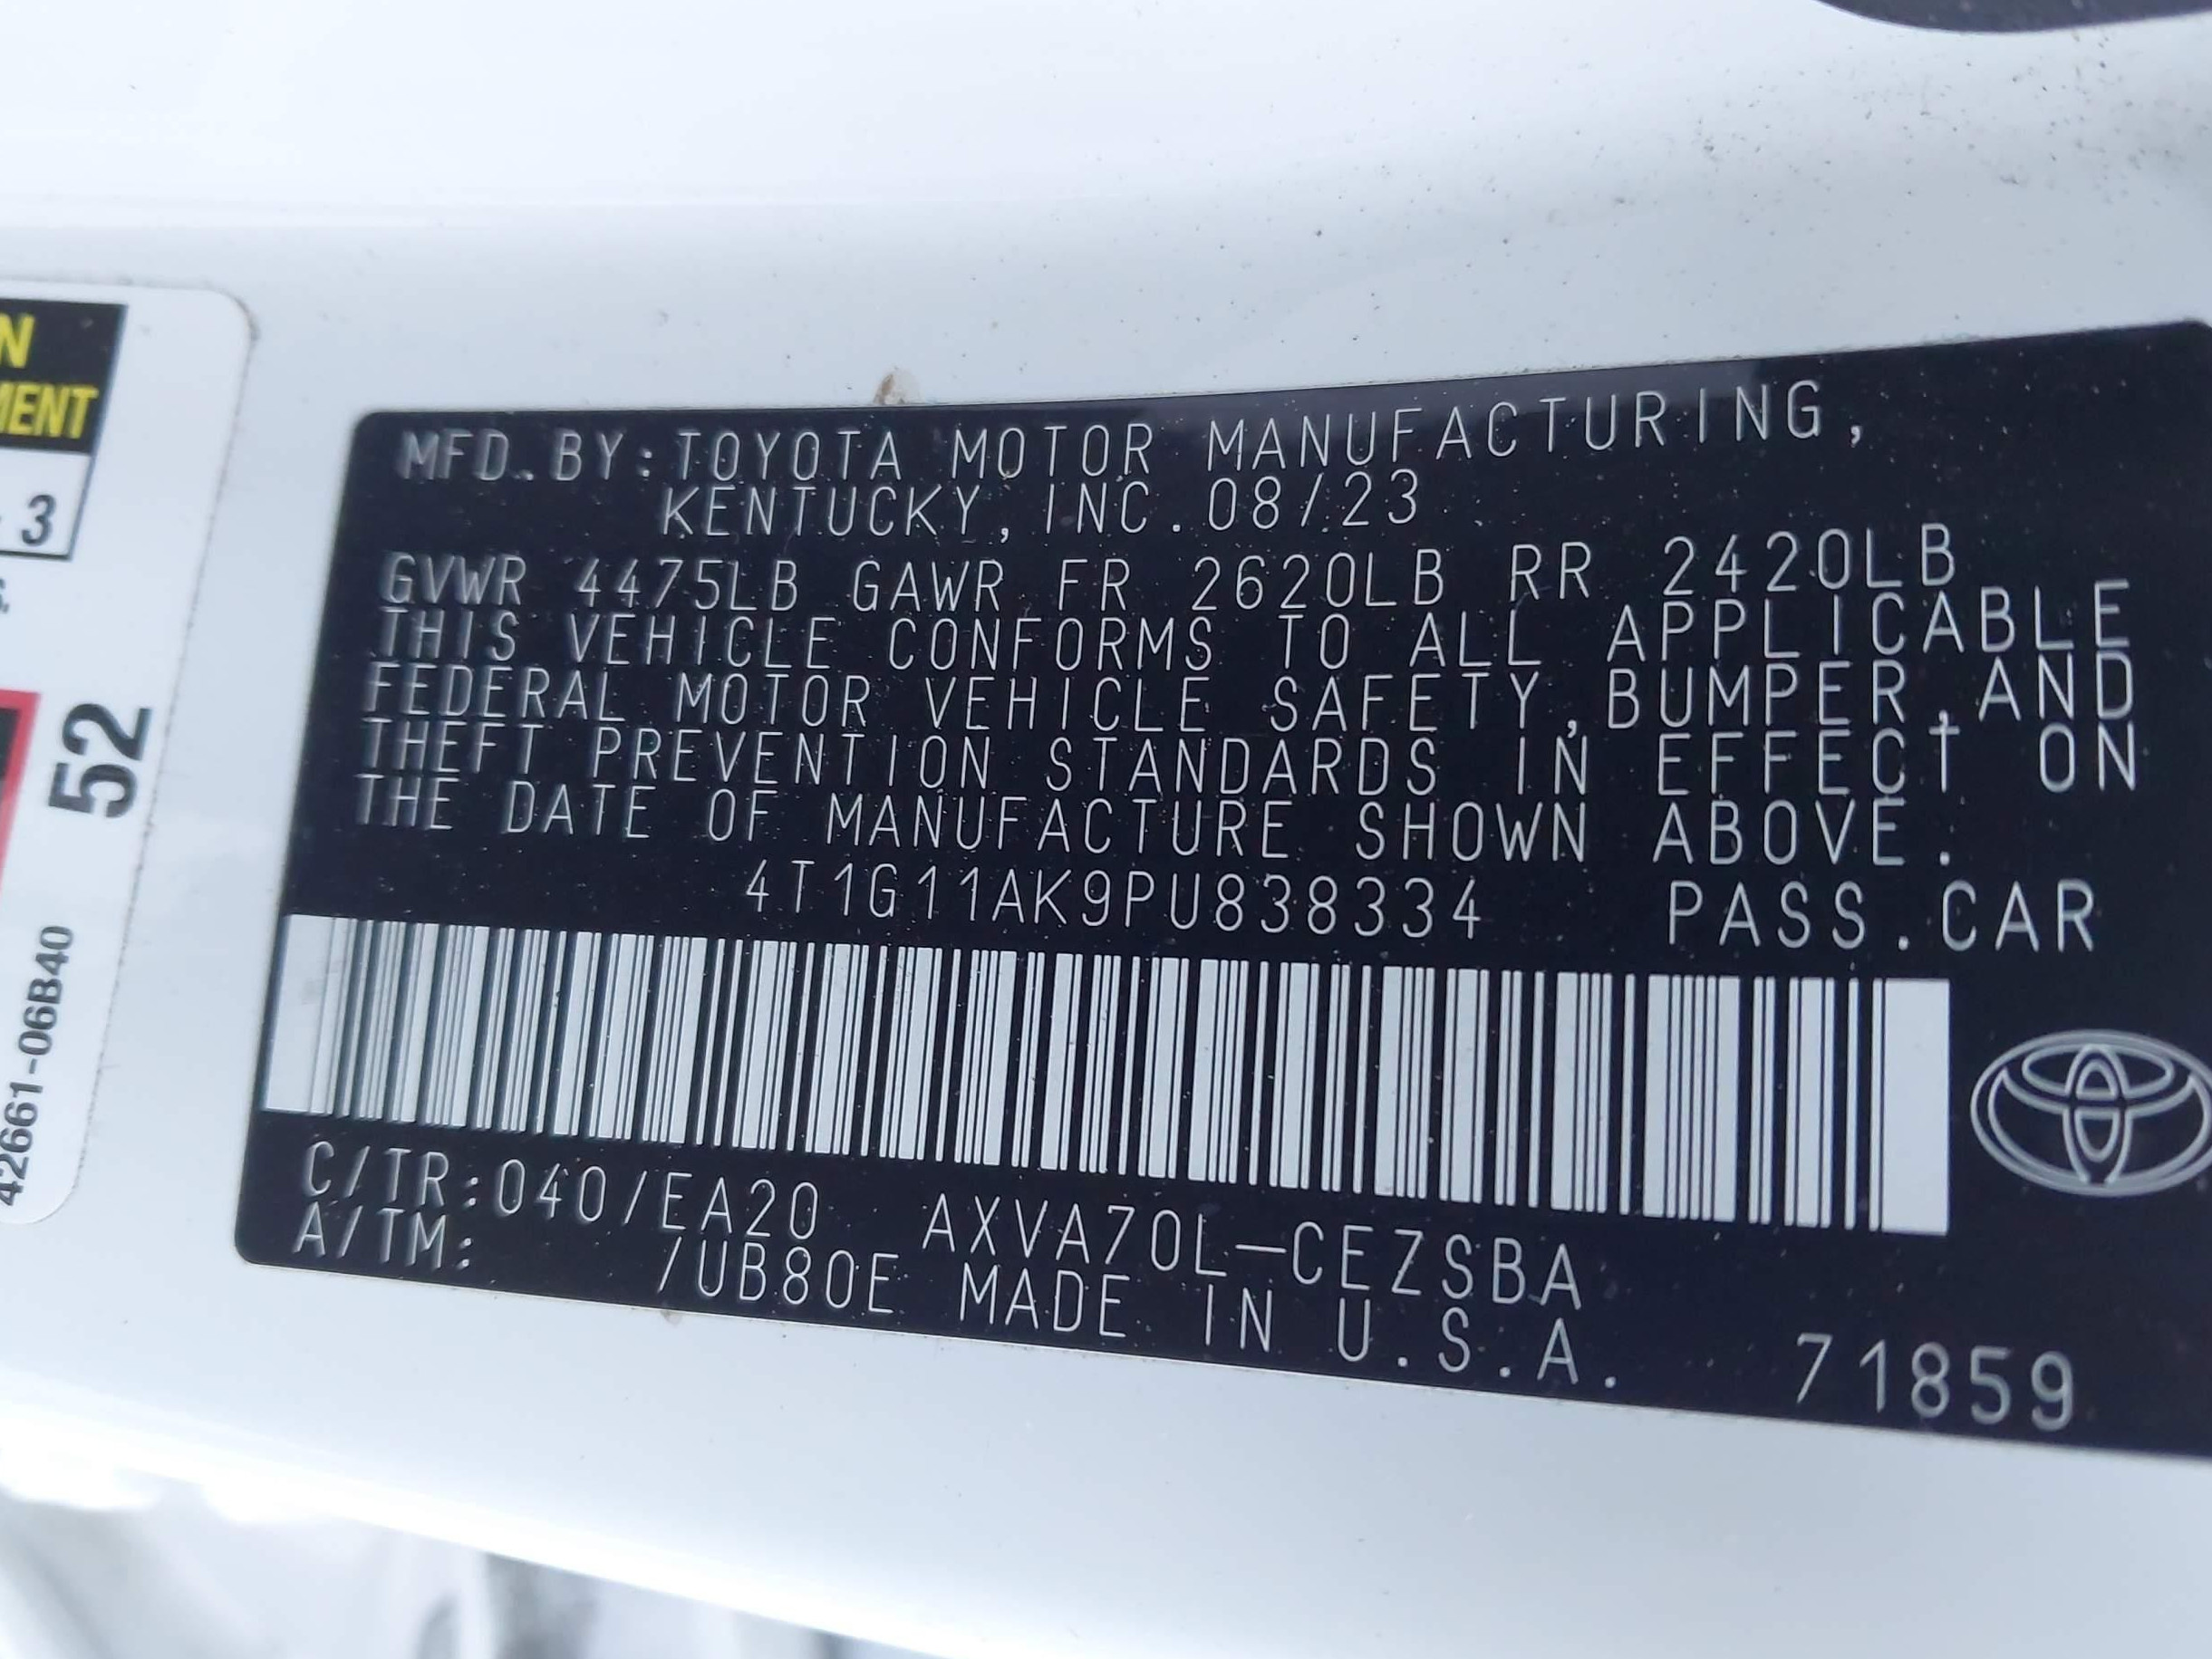 N
MENT
3
52
42661-06B40
MFD. BY: TOYOTA MOTOR MANUFACTURING,
KENTUCKY, INC. 08/23
GVWR 4475LB GAWR FR 2620LB RR 2420LB
THIS VEHICLE CONFORMS TO ALL APPLICABLE
FEDERAL MOTOR VEHICLE SAFETY, BUMPER, AND
THEFT PREVENTION STANDARDS IN EFFECT ON
THE DATE OF MANUFACTURE SHOWN ABOVE.
4T1G11AK9PU838334 PASS. CAR
C/TR: 040/EA20 AXVA70L-CEZSBA
A/TM: /UB80E MADE IN U.S.A. 71859